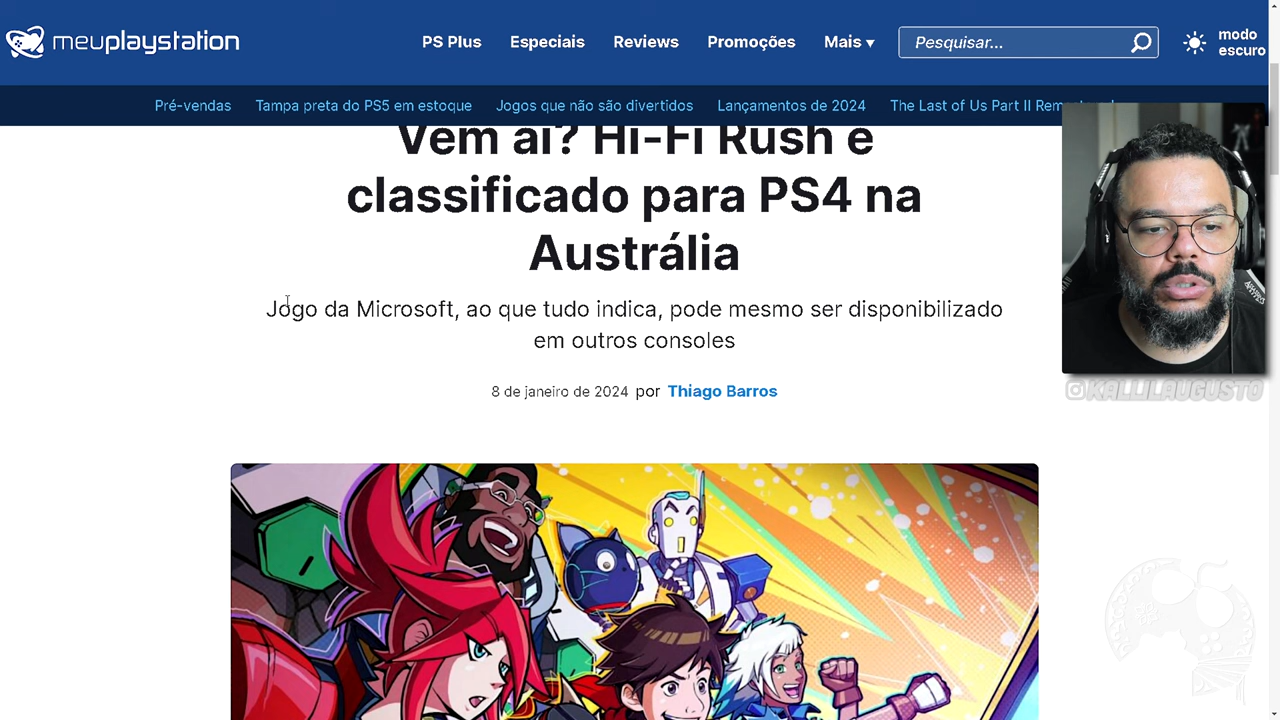 meuplaystation
PS Plus Especiais Reviews Promoções Mais ▾ Pesquisar... modo escuro
Pré-vendas Tampa preta do PS5 em estoque Jogos que não são divertidos Lançamentos de 2024 The Last of Us Part II
Vem aí? Hi-Fi Rush é
classificado para PS4 na
Austrália
Jogo da Microsoft, ao que tudo indica, pode mesmo ser disponibilizado
em outros consoles
8 de janeiro de 2024 por Thiago Barros
@KALLILAUGUSTO